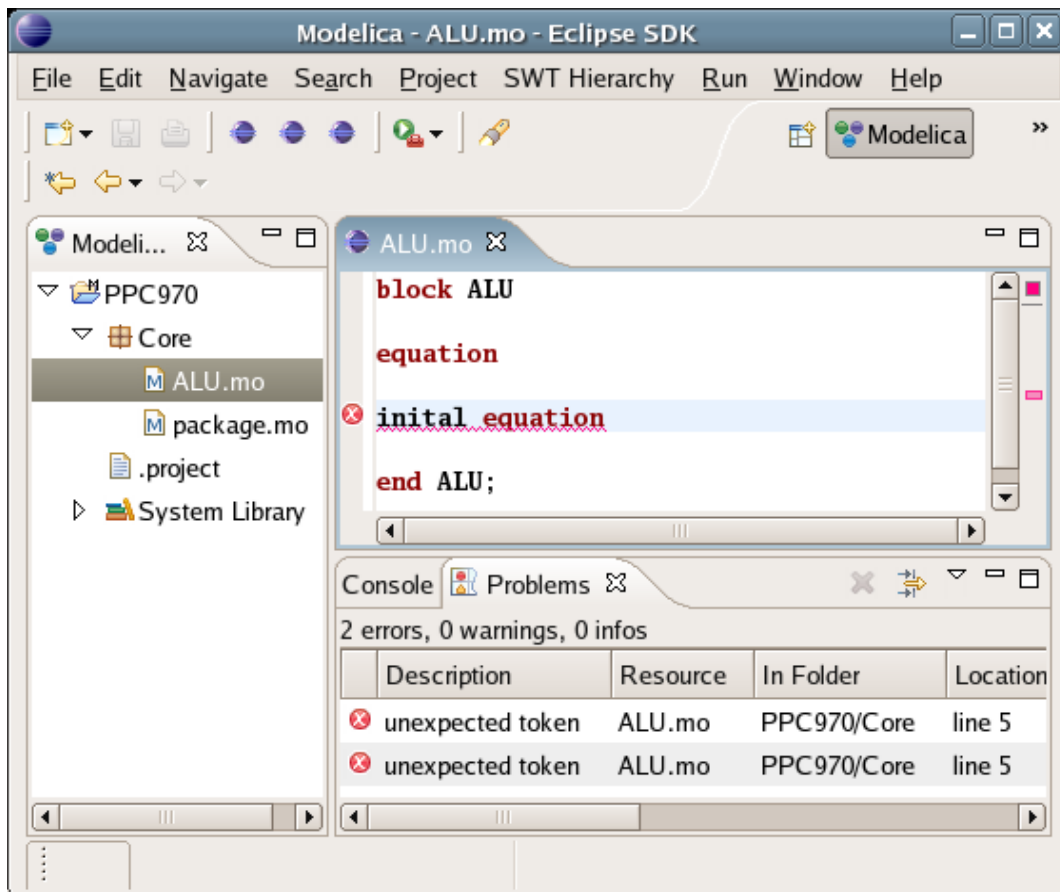 Modelica - ALU.mo - Eclipse SDK
File Edit Navigate Search Project SWT Hierarchy Run Window Help
Modelica »
Modeli...
PPC970
Core
ALU.mo
package.mo
.project
System Library
ALU.mo
block ALU
equation
inital equation
end ALU;
Console Problems
2 errors, 0 warnings, 0 infos
Description Resource In Folder Location
unexpected token ALU.mo PPC970/Core line 5
unexpected token ALU.mo PPC970/Core line 5